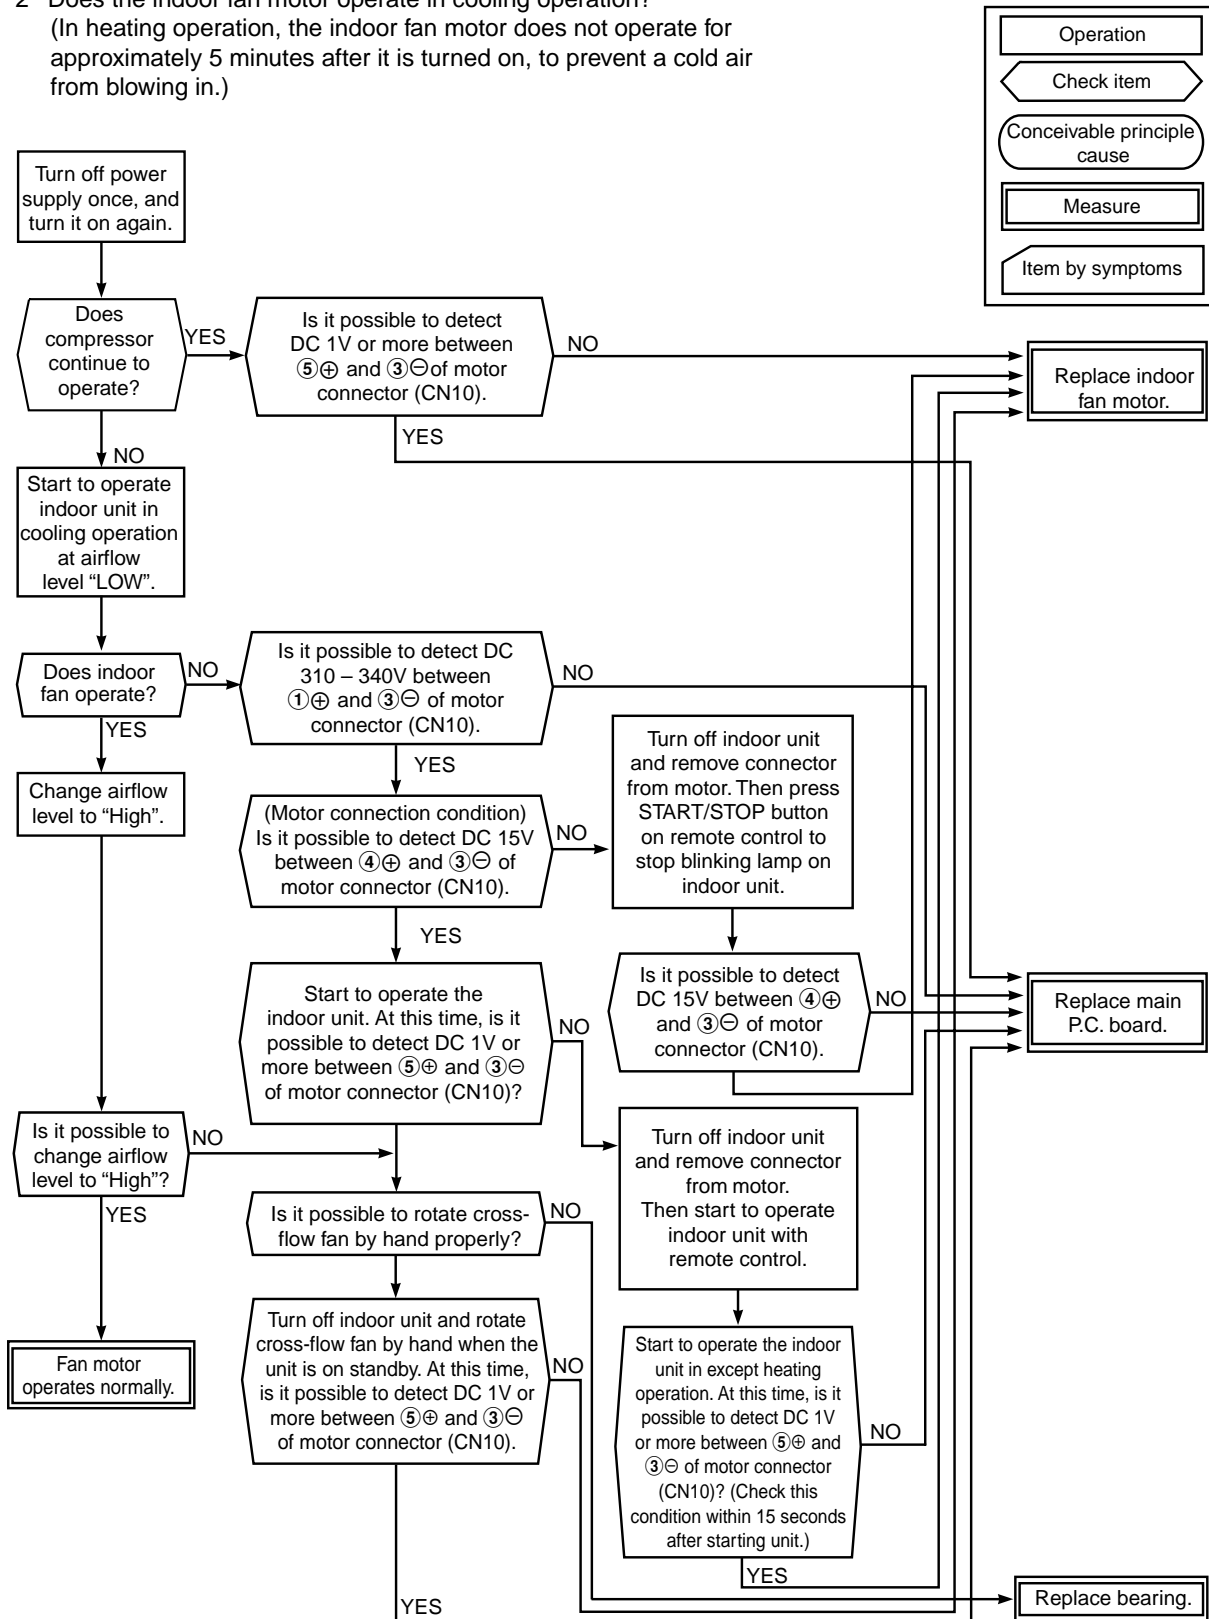 2 Does the indoor fan motor operate in cooling operation?
(In heating operation, the indoor fan motor does not operate for
approximately 5 minutes after it is turned on, to prevent a cold air
from blowing in.)
Operation
Check item
Conceivable principle
cause
Measure
Item by symptoms
Turn off power
supply once, and
turn it on again.
Does
compressor
continue to
operate?
YES
Is it possible to detect
DC 1V or more between
⑤⊕ and ③⊖of motor
connector (CN10).
NO
Replace indoor
fan motor.
YES
NO
Start to operate
indoor unit in
cooling operation
at airflow
level “LOW”.
Does indoor
fan operate?
NO
Is it possible to detect DC
310 – 340V between
①⊕ and ③⊖ of motor
connector (CN10).
NO
YES
YES
Change airflow
level to “High”.
(Motor connection condition)
Is it possible to detect DC 15V
between ④⊕ and ③⊖ of
motor connector (CN10).
NO
Turn off indoor unit
and remove connector
from motor. Then press
START/STOP button
on remote control to
stop blinking lamp on
indoor unit.
YES
Start to operate the
indoor unit. At this time, is it
possible to detect DC 1V or
more between ⑤⊕ and ③⊖
of motor connector (CN10)?
NO
Is it possible to detect
DC 15V between ④⊕
and ③⊖ of motor
connector (CN10).
NO
Replace main
P.C. board.
Is it possible to
change airflow
level to “High”?
NO
YES
Turn off indoor unit
and remove connector
from motor.
Then start to operate
indoor unit with
remote control.
Is it possible to rotate cross-
flow fan by hand properly?
NO
Fan motor
operates normally.
Turn off indoor unit and rotate
cross-flow fan by hand when the
unit is on standby. At this time,
is it possible to detect DC 1V or
more between ⑤⊕ and ③⊖
of motor connector (CN10).
NO
Start to operate the indoor
unit in except heating
operation. At this time, is it
possible to detect DC 1V
or more between ⑤⊕ and
③⊖ of motor connector
(CN10)? (Check this
condition within 15 seconds
after starting unit.)
NO
YES
YES
Replace bearing.